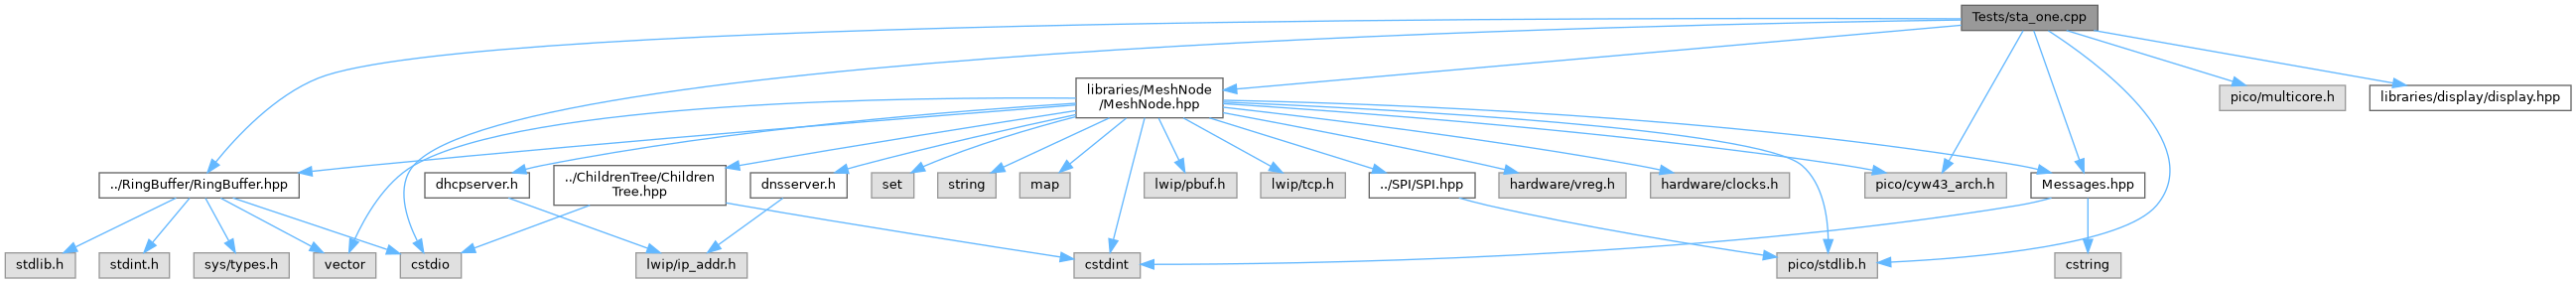 Tests/sta_one.cpp
libraries/MeshNode
/MeshNode.hpp
pico/multicore.h
libraries/display/display.hpp
../RingBuffer/RingBuffer.hpp
dhcpserver.h
../ChildrenTree/Children
Tree.hpp
dnsserver.h
set
string
map
lwip/pbuf.h
lwip/tcp.h
../SPI/SPI.hpp
hardware/vreg.h
hardware/clocks.h
pico/cyw43_arch.h
Messages.hpp
stdlib.h
stdint.h
sys/types.h
vector
cstdio
lwip/ip_addr.h
cstdint
pico/stdlib.h
cstring